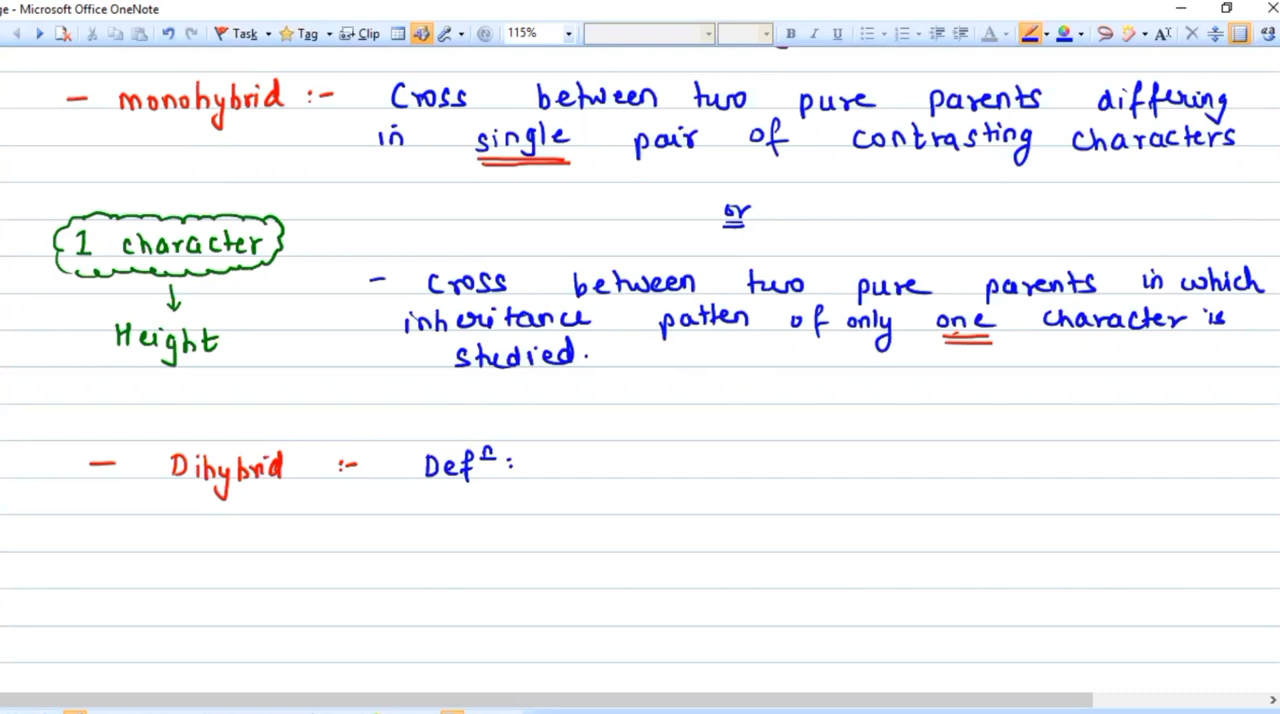 ge - Microsoft Office OneNote
Task Tag Clip 115% B I U A
- monohybrid :- Cross between two pure parents differing
in single pair of contrasting characters
or
1 character
- Cross between two pure parents in which
inheritance patten of only one character is
studied.
Height
- Dihybrid :- Defn :